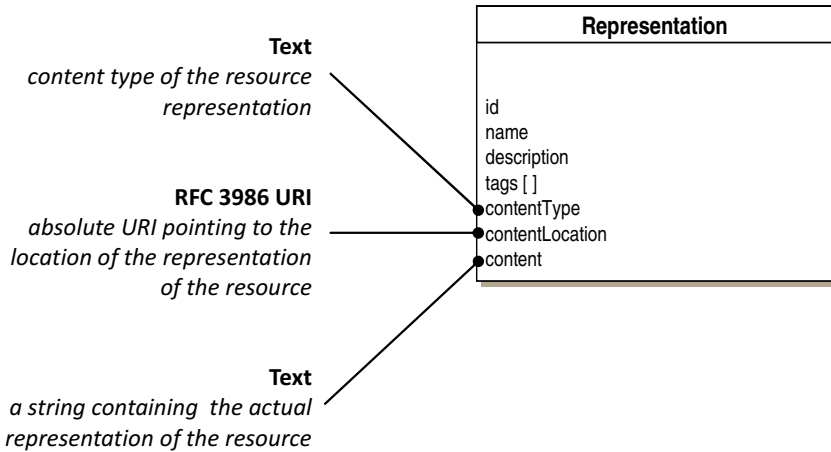 Representation
Text
content type of the resource
representation
id
name
description
tags [ ]
contentType
contentLocation
content
RFC 3986 URI
absolute URI pointing to the
location of the representation
of the resource
Text
a string containing  the actual
representation of the resource